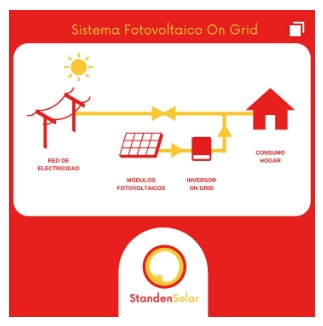 Sistema Fotovoltaico On Grid
RED DE
ELECTRICIDAD
CONSUMO
HOGAR
MÓDULOS
FOTOVOLTAICOS
INVERSOR
ON GRID
StandenSolar